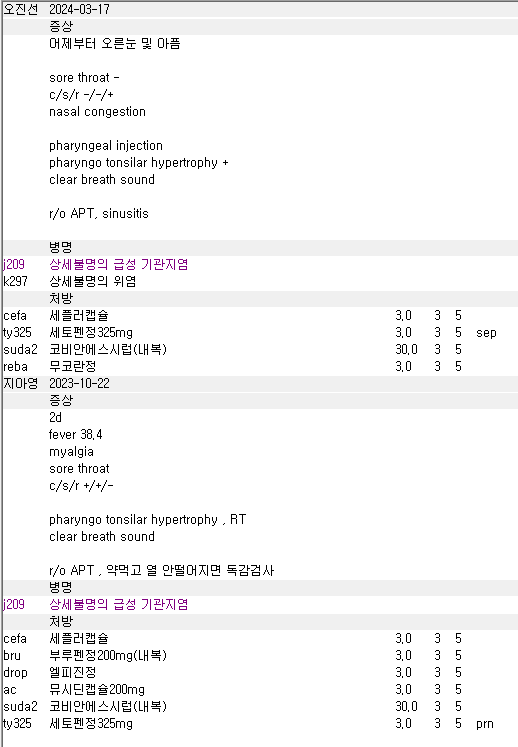 오진선 2024-03-17
증상
어제부터 오른눈 및 아픔
sore throat -
c/s/r -/-/+
nasal congestion
pharyngeal injection
pharyngo tonsilar hypertrophy +
clear breath sound
r/o APT, sinusitis
병명
j209 상세불명의 급성 기관지염
k297 상세불명의 위염
처방
cefa 세플러캡슐 3.0 3 5
ty325 세토펜정325mg 3.0 3 5 sep
suda2 코비안에스시럽(내복) 30.0 3 5
reba 무코란정 3.0 3 5
지아영 2023-10-22
증상
2d
fever 38.4
myalgia
sore throat
c/s/r +/+/-
pharyngo tonsilar hypertrophy , RT
clear breath sound
r/o APT , 약먹고 열 안떨어지면 독감검사
병명
j209 상세불명의 급성 기관지염
처방
cefa 세플러캡슐 3.0 3 5
bru 부루펜정200mg(내복) 3.0 3 5
drop 엘피진정 3.0 3 5
ac 뮤시딘캡슐200mg 3.0 3 5
suda2 코비안에스시럽(내복) 30.0 3 5
ty325 세토펜정325mg 3.0 3 5 prn